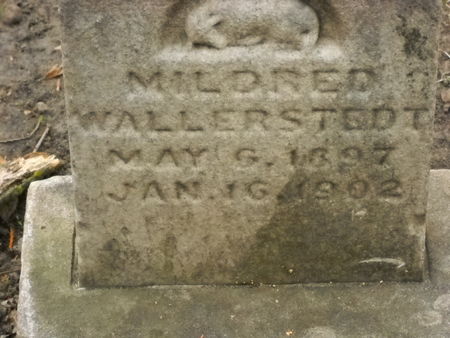 MILDRED
WALLERSTEDT
MAY 6, 1897
JAN. 16, 1902